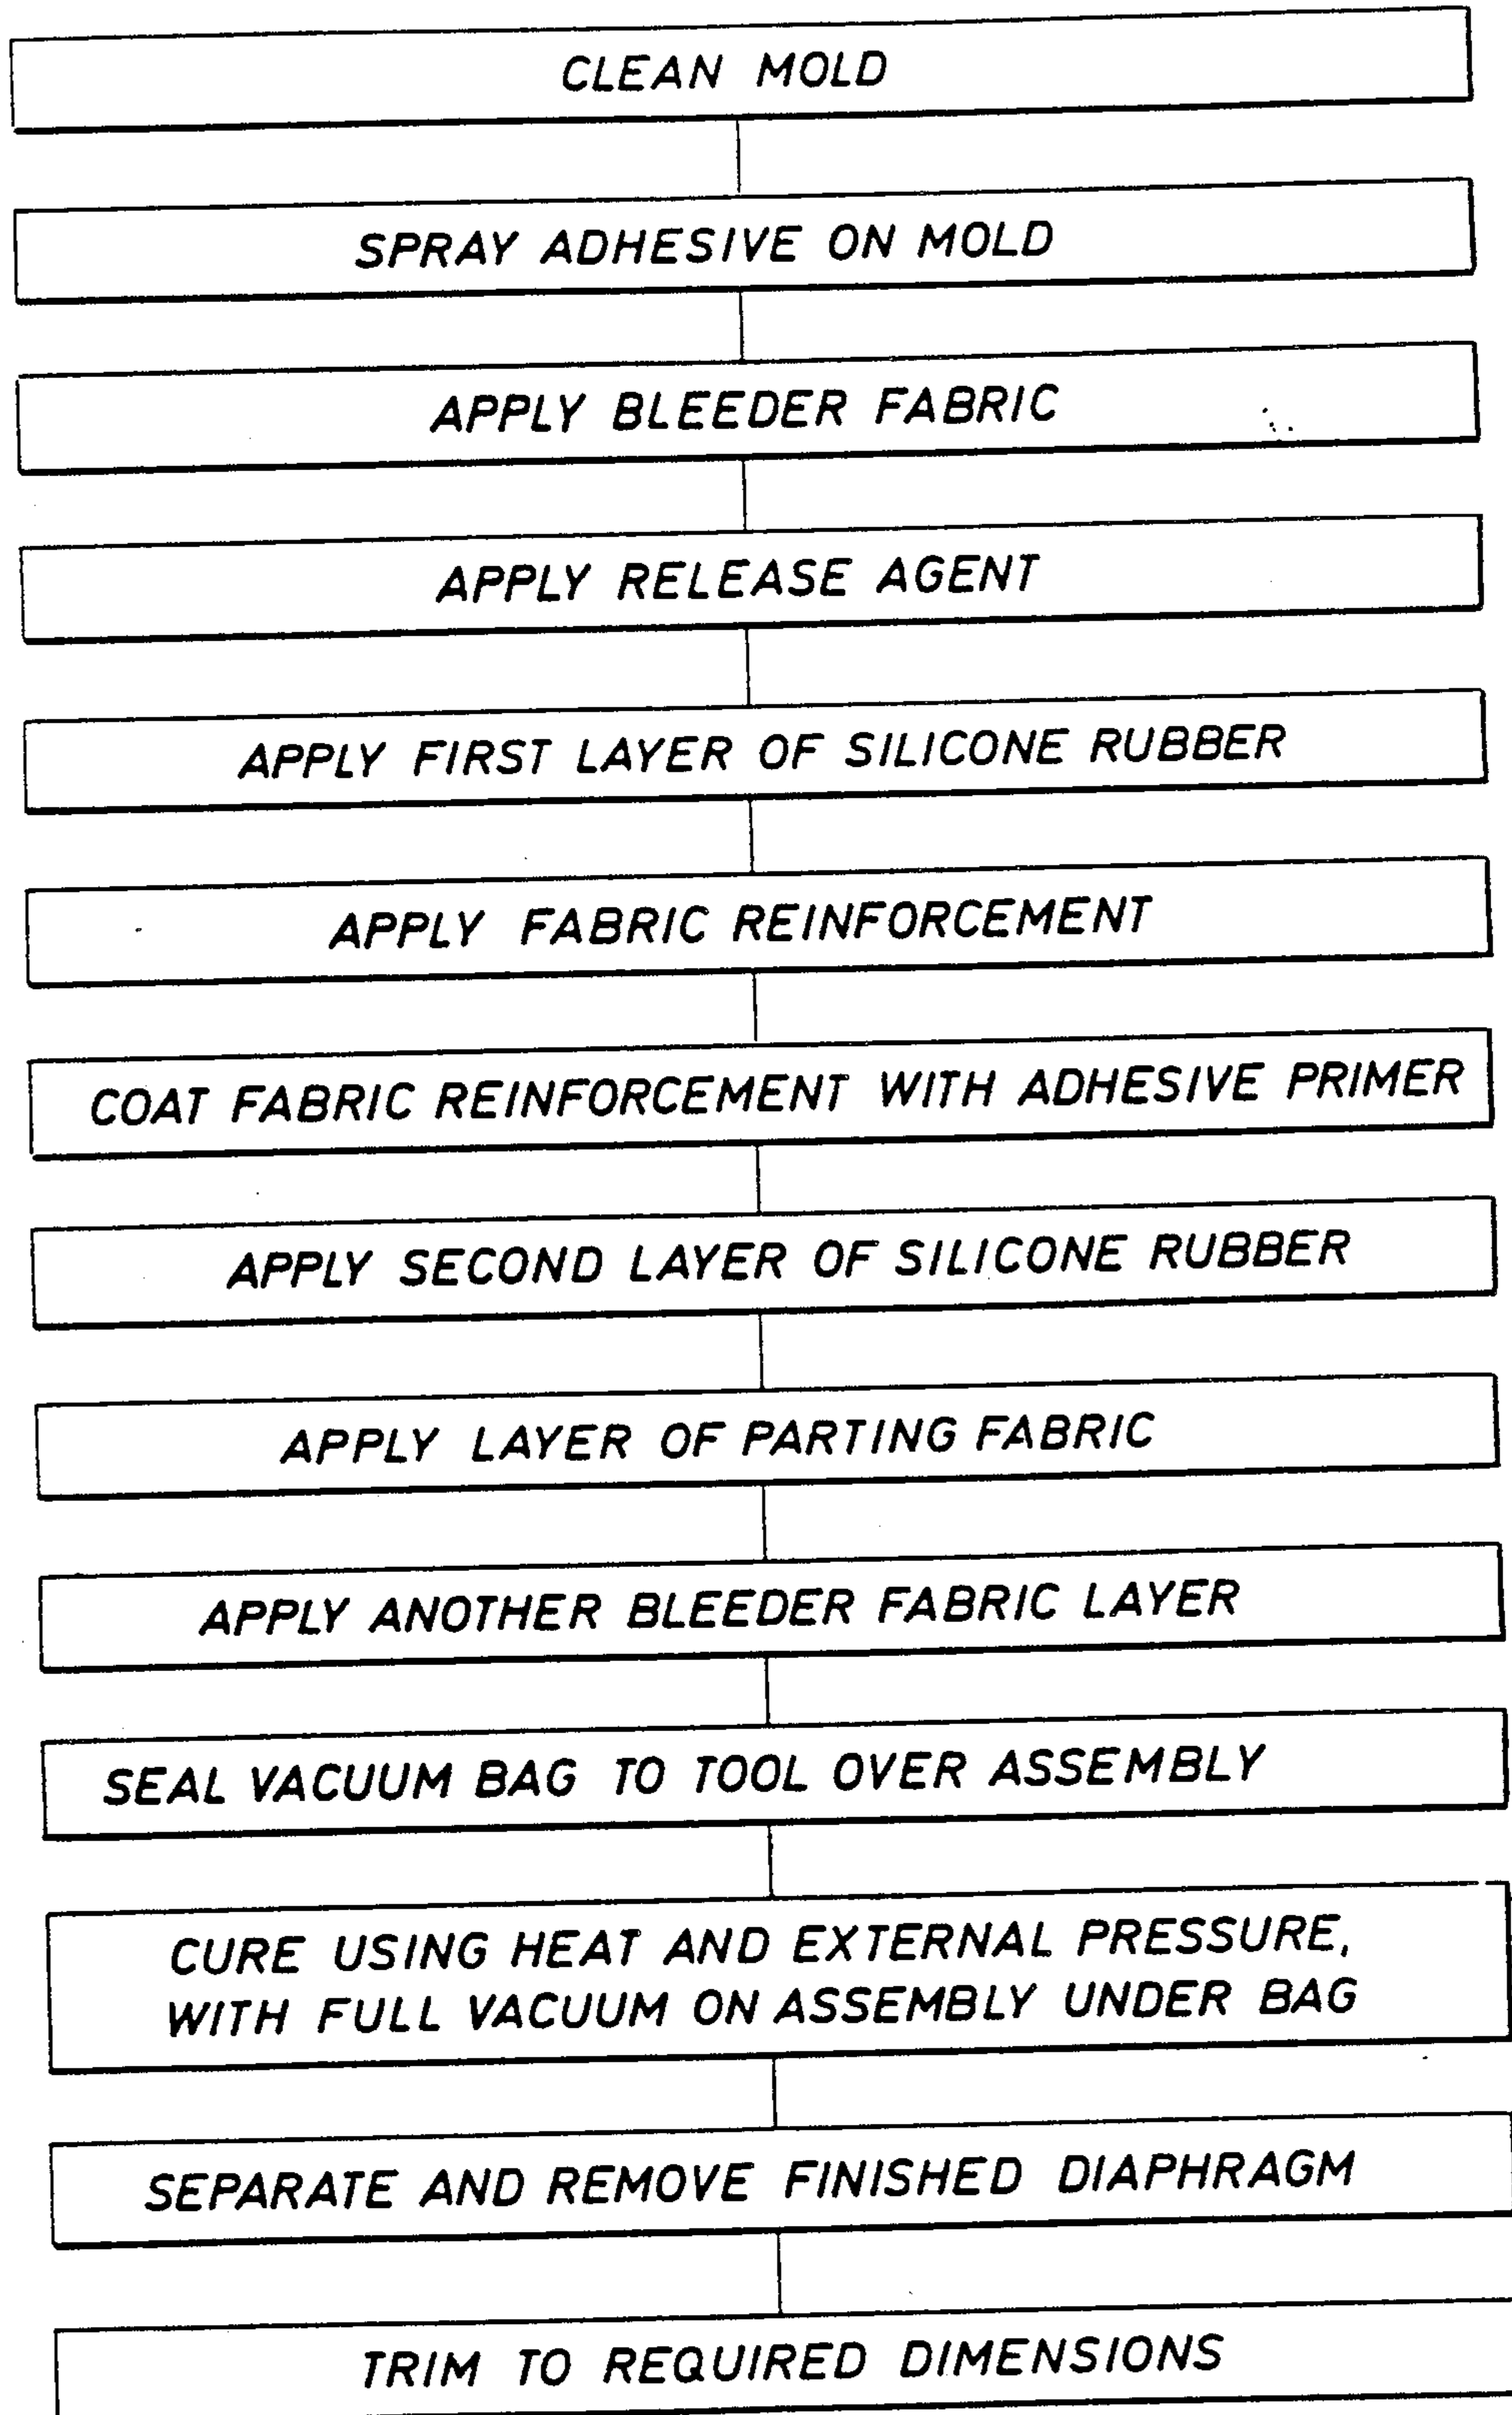 CLEAN MOLD
SPRAY ADHESIVE ON MOLD
APPLY BLEEDER FABRIC
APPLY RELEASE AGENT
APPLY FIRST LAYER OF SILICONE RUBBER
APPLY FABRIC REINFORCEMENT
COAT FABRIC REINFORCEMENT WITH ADHESIVE PRIMER
APPLY SECOND LAYER OF SILICONE RUBBER
APPLY LAYER OF PARTING FABRIC
APPLY ANOTHER BLEEDER FABRIC LAYER
SEAL VACUUM BAG TO TOOL OVER ASSEMBLY
CURE USING HEAT AND EXTERNAL PRESSURE,
WITH FULL VACUUM ON ASSEMBLY UNDER BAG
SEPARATE AND REMOVE FINISHED DIAPHRAGM
TRIM TO REQUIRED DIMENSIONS